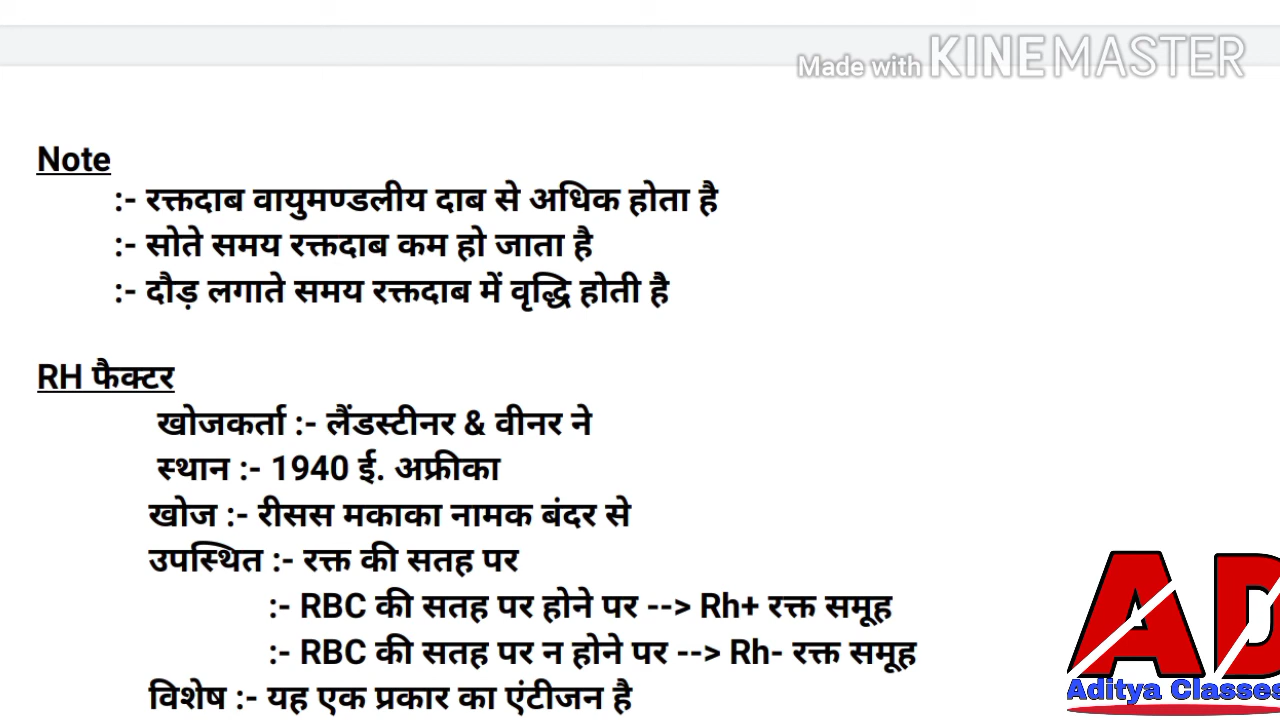 Made with KINEMASTER
Note
:- रक्तदाब वायुमण्डलीय दाब से अधिक होता है
:- सोते समय रक्तदाब कम हो जाता है
:- दौड़ लगाते समय रक्तदाब में वृद्धि होती है
RH फैक्टर
खोजकर्ता :- लैंडस्टीनर & वीनर ने
स्थान :- 1940 ई. अफ्रीका
खोज :- रीसस मकाका नामक बंदर से
उपस्थित :- रक्त की सतह पर
:- RBC की सतह पर होने पर --> Rh+ रक्त समूह
:- RBC की सतह पर न होने पर --> Rh- रक्त समूह
विशेष :- यह एक प्रकार का एंटीजन है
AD
Aditya Classes